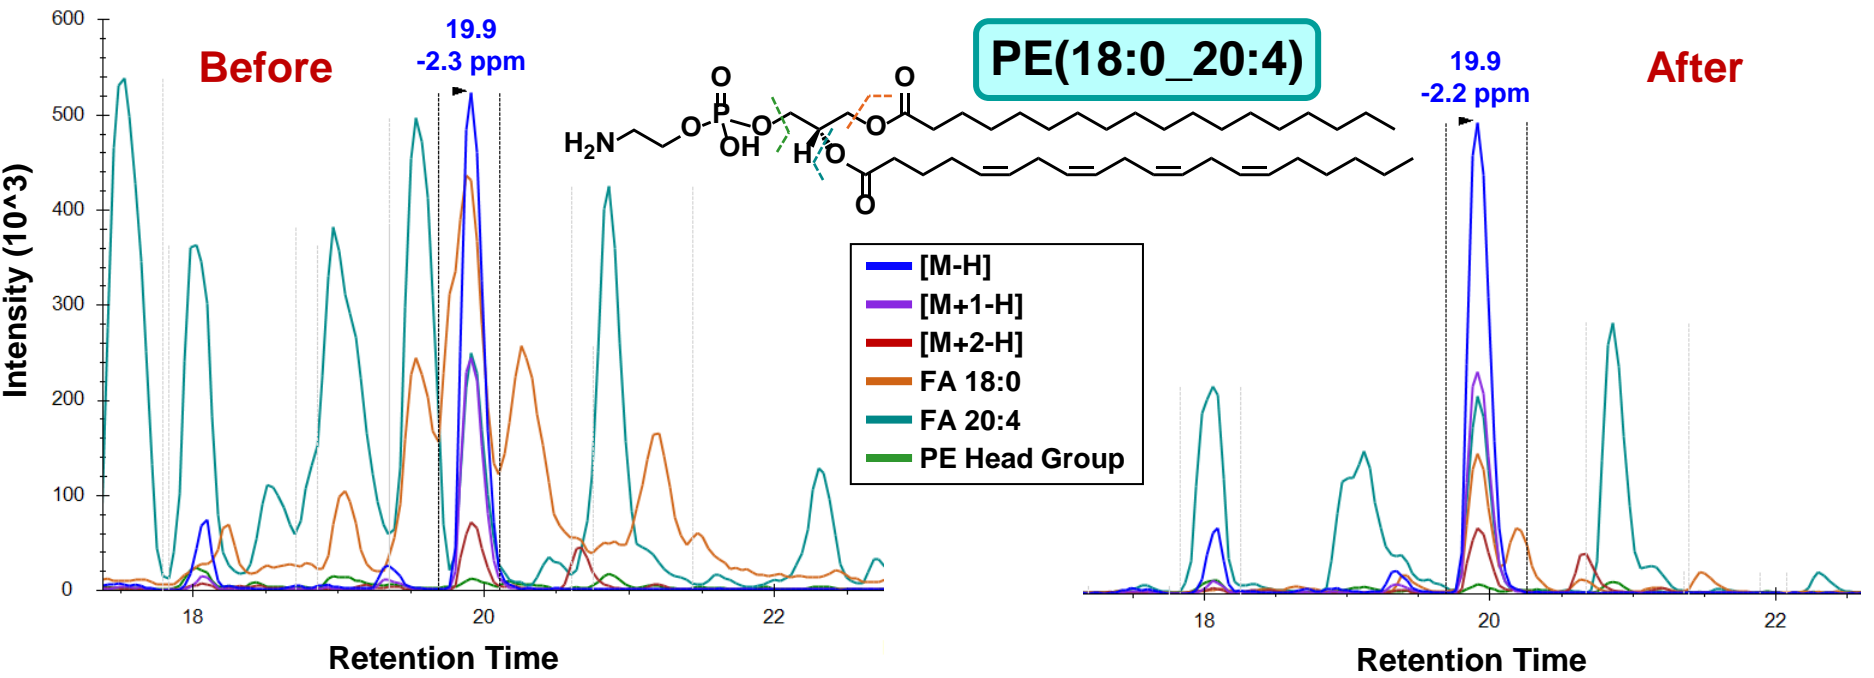 Before
19.9
-2.3 ppm
PE(18:0_20:4)
19.9
-2.2 ppm
After
O
O
H2N
O
P
O
OH
H
O
O
O
Intensity (10^3)
600
500
400
300
200
100
0
[M-H]
[M+1-H]
[M+2-H]
FA 18:0
FA 20:4
PE Head Group
18
20
22
Retention Time
18
20
22
Retention Time